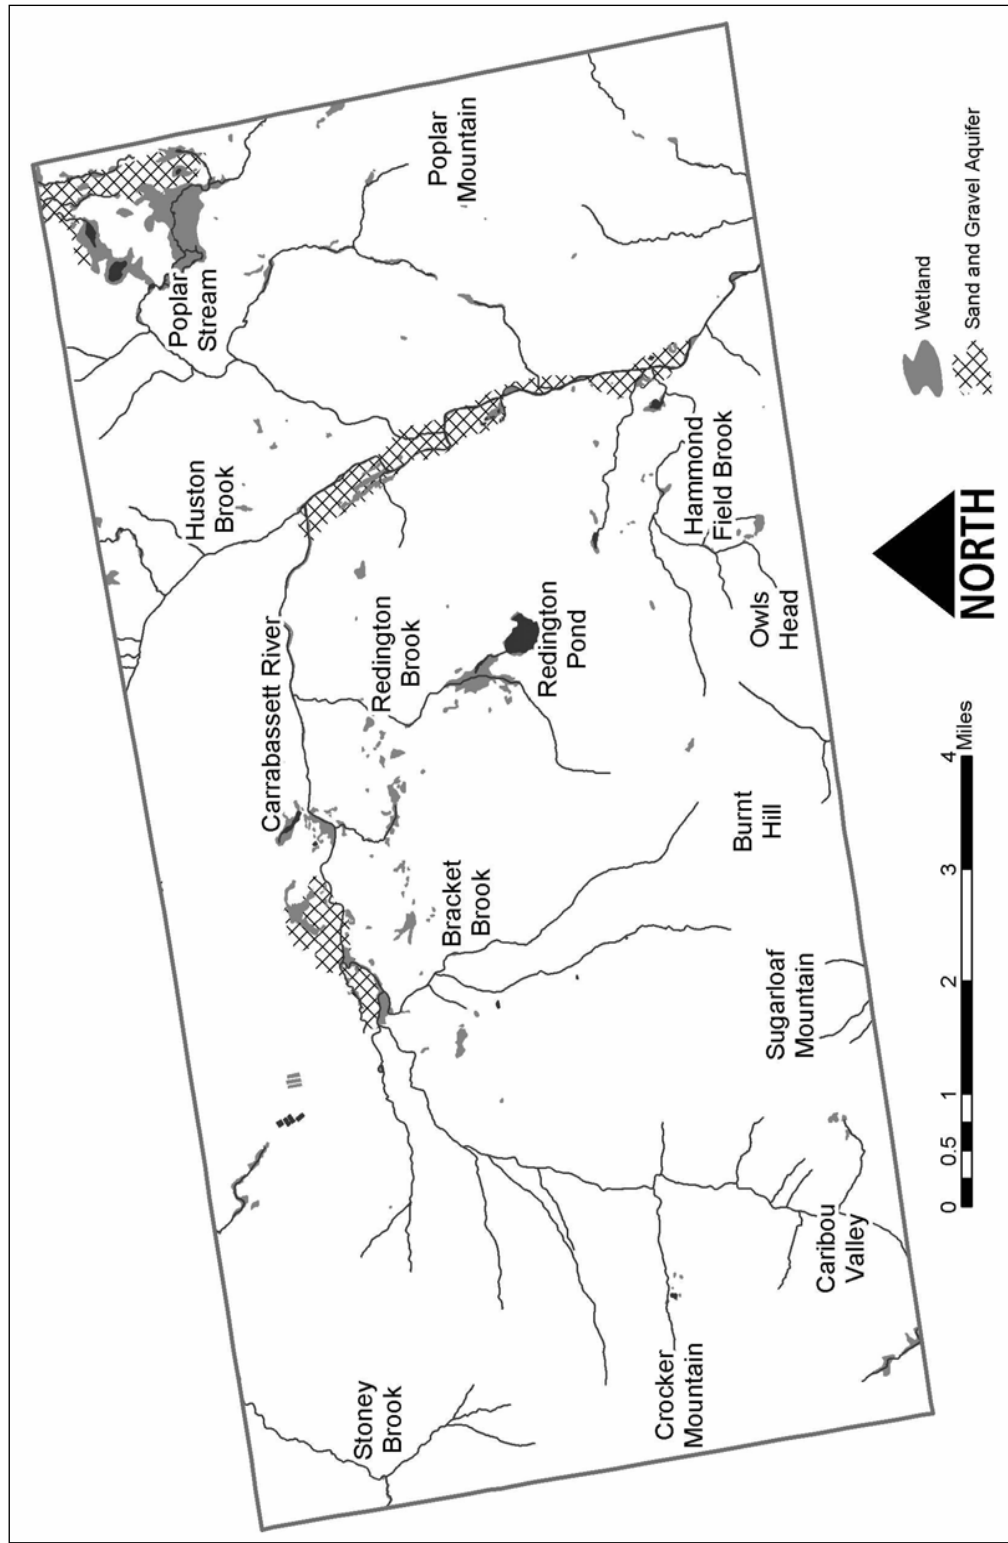 Poplar
Mountain
Poplar
Stream
Huston
Brook
Hammond
Field Brook
Owls
Head
Redington
Brook
Redington
Pond
Carrabassett River
Burnt
Hill
Bracket
Brook
Sugarloaf
Mountain
Caribou
Valley
Crocker
Mountain
Stoney
Brook
Wetland
Sand and Gravel Aquifer
NORTH
0 0.5 1 2 3 4
Miles